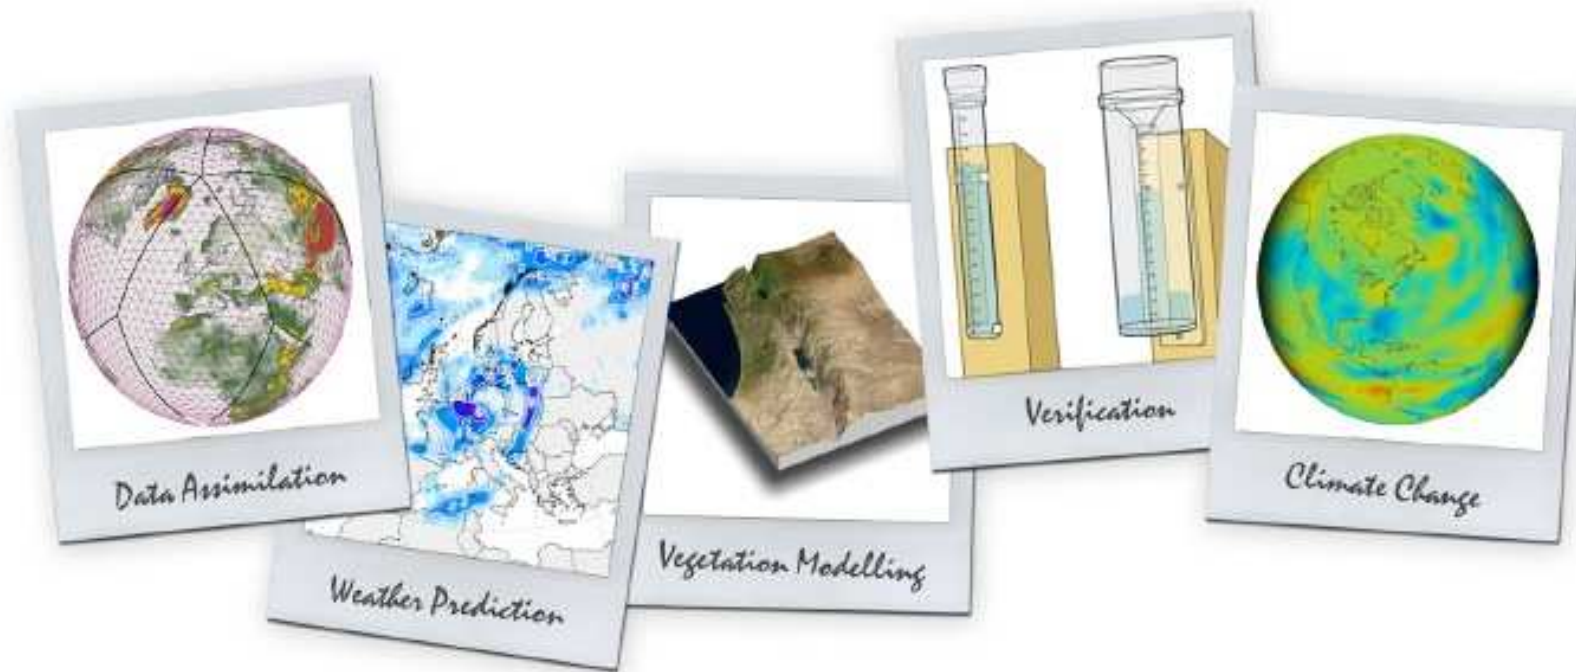 Data Assimilation
Weather Prediction
Vegetation Modelling
Verification
Climate Change